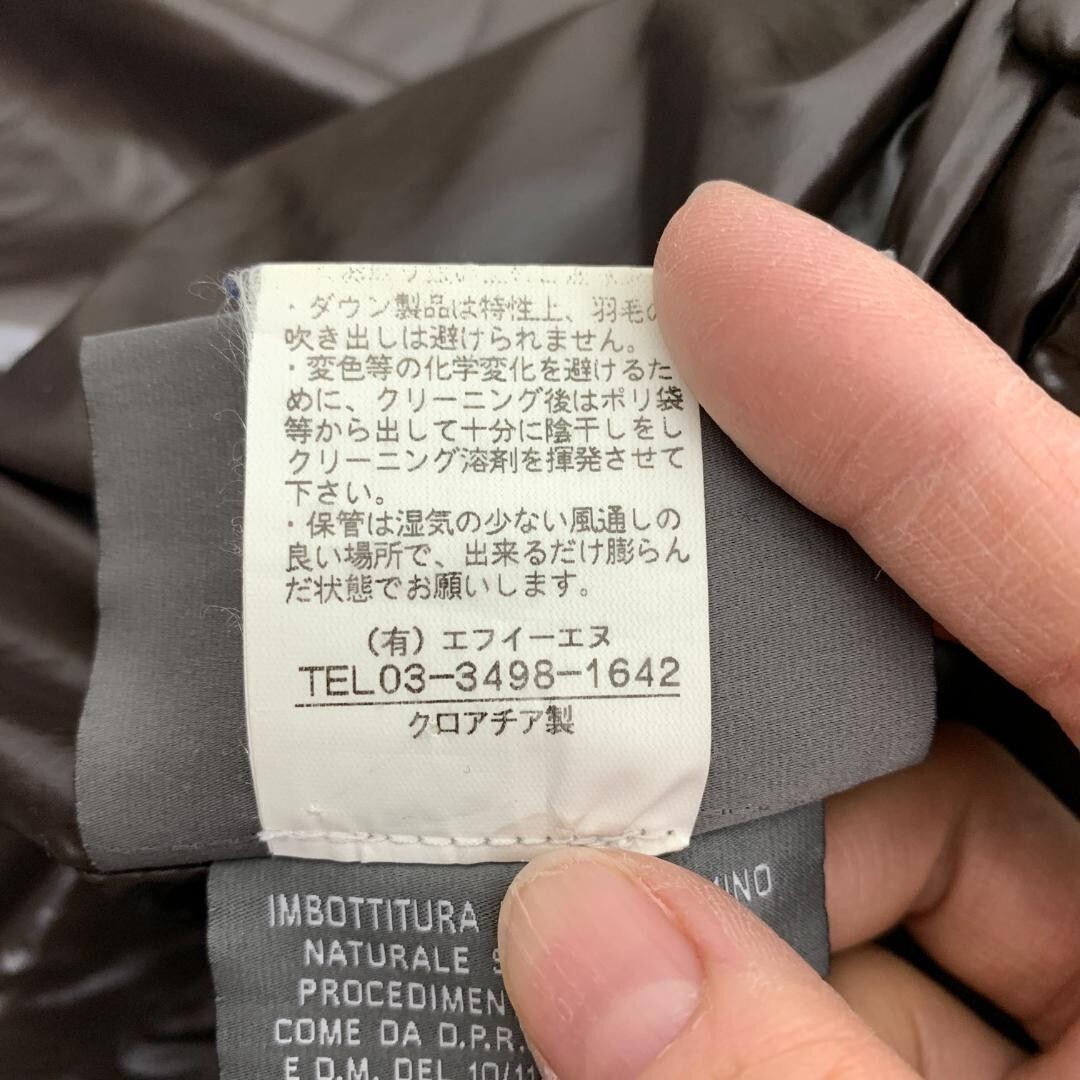 ・ダウン製品は特性上、羽毛の
吹き出しは避けられません。
・変色等の化学変化を避けるた
めに、クリーニング後はポリ袋
等から出して十分に陰干しをし
クリーニング溶剤を揮発させて
下さい。
・保管は湿気の少ない風通しの
良い場所で、出来るだけ膨らん
だ状態でお願いします。
(有) エフイーエヌ
TEL03-3498-1642
クロアチア製
IMBOTTITURA
NATURALE
PROCEDIMEN
COME DA D.P.R.
E D.M. DEL 10/11